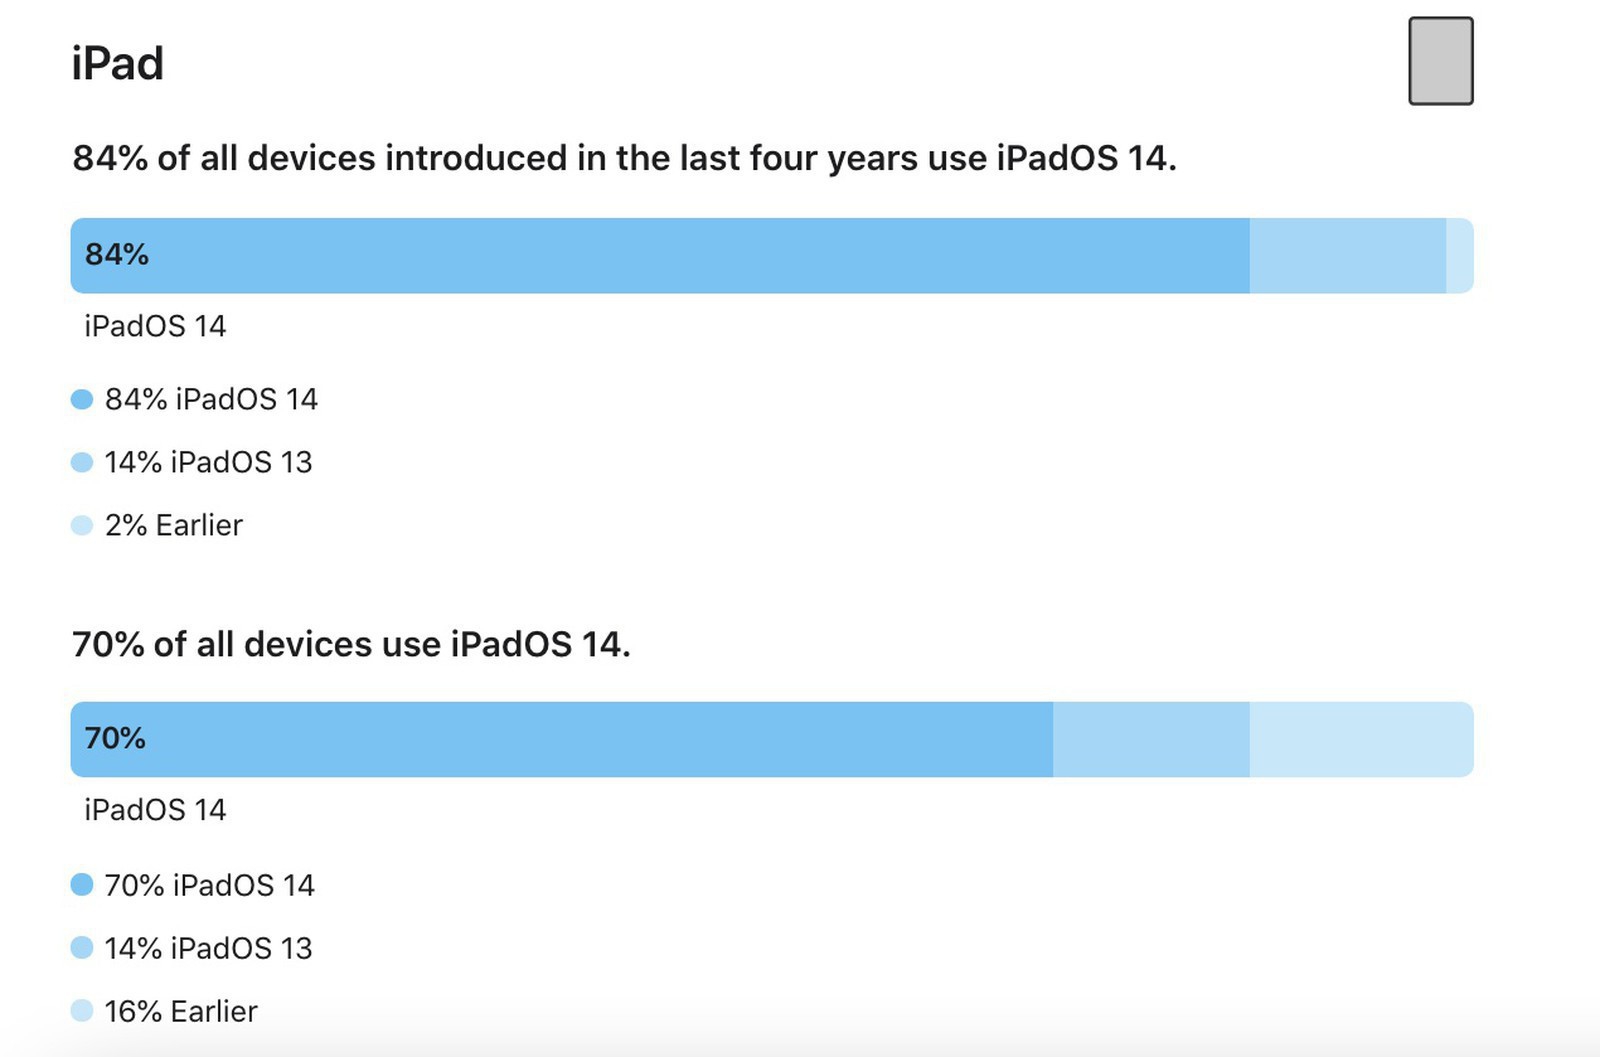 iPad
84% of all devices introduced in the last four years use iPadOS 14.
84%
iPadOS 14
84% iPadOS 14
14% iPadOS 13
2% Earlier
70% of all devices use iPadOS 14.
70%
iPadOS 14
70% iPadOS 14
14% iPadOS 13
16% Earlier